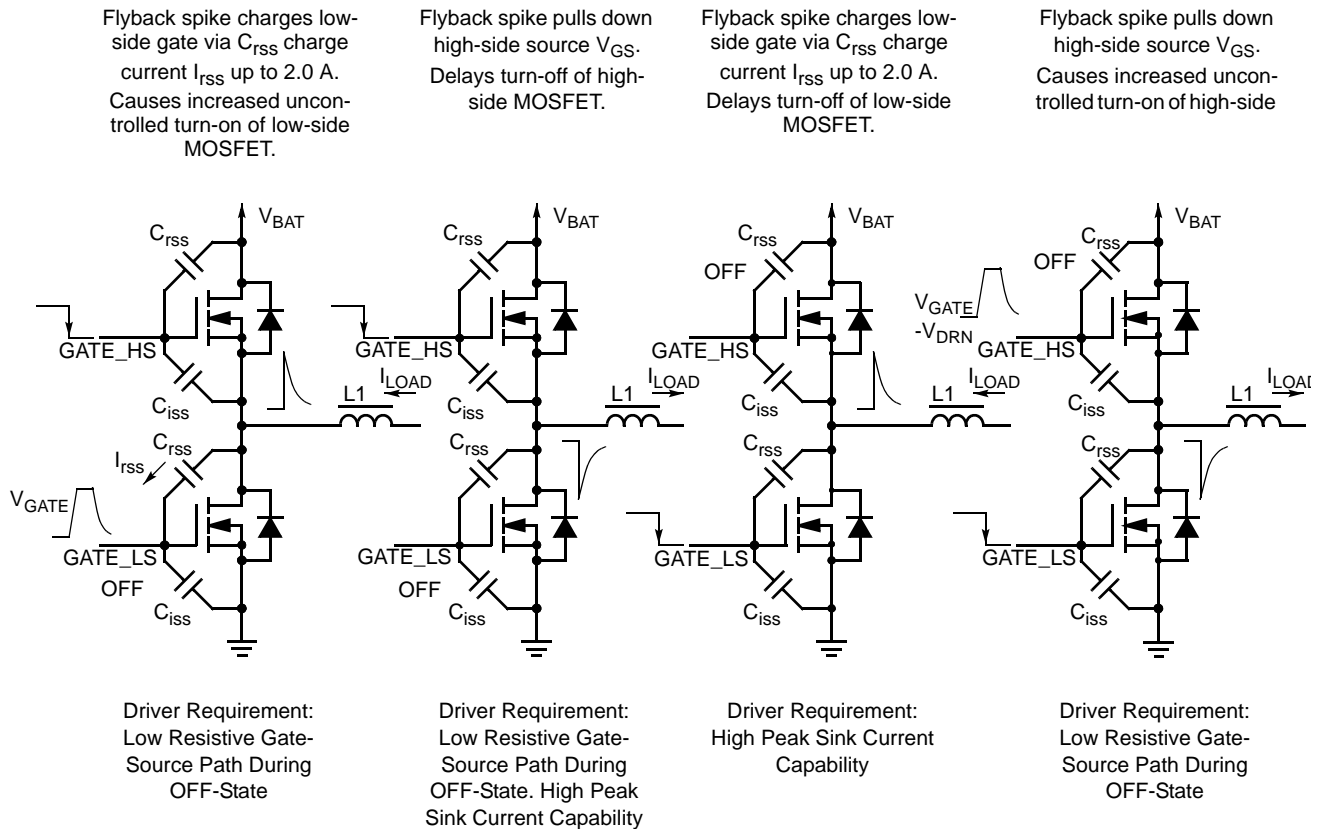 Flyback spike charges low-
side gate via Crss charge
current Irss up to 2.0 A.
Causes increased uncon-
trolled turn-on of low-side
MOSFET.
Flyback spike pulls down
high-side source VGS.
Delays turn-off of high-
side MOSFET.
Flyback spike charges low-
side gate via Crss charge
current Irss up to 2.0 A.
Delays turn-off of low-side
MOSFET.
Flyback spike pulls down
high-side source VGS.
Causes increased uncon-
trolled turn-on of high-side
VBAT
Crss
GATE_HS
Ciss
ILOAD
L1
Crss
Irss
VGATE
GATE_LS
OFF
Ciss
VBAT
Crss
GATE_HS
Ciss
ILOAD
L1
Crss
GATE_LS
OFF
Ciss
VBAT
Crss
OFF
GATE_HS
Ciss
ILOAD
L1
Crss
GATE_LS
Ciss
VBAT
Crss
OFF
VGATE
-VDRN
GATE_HS
Ciss
ILOAD
L1
Crss
GATE_LS
Ciss
Driver Requirement:
Low Resistive Gate-
Source Path During
OFF-State
Driver Requirement:
Low Resistive Gate-
Source Path During
OFF-State. High Peak
Sink Current Capability
Driver Requirement:
High Peak Sink Current
Capability
Driver Requirement:
Low Resistive Gate-
Source Path During
OFF-State